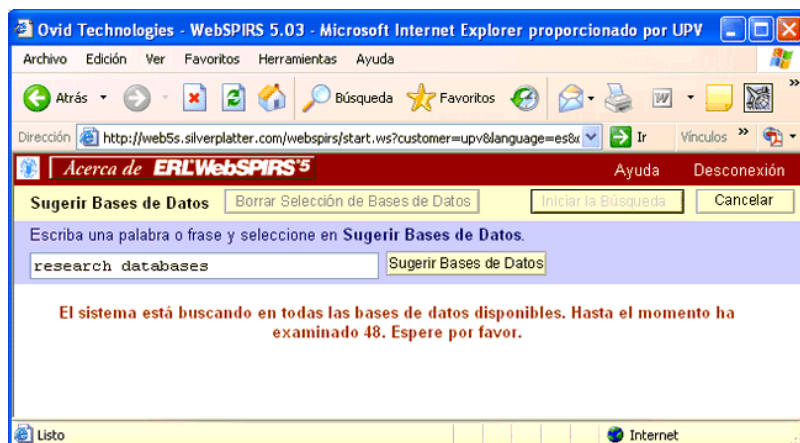 Ovid Technologies - WebSPIRS 5.03 - Microsoft Internet Explorer proporcionado por UPV
Archivo Edición Ver Favoritos Herramientas Ayuda
Atrás Búsqueda Favoritos
Dirección http://web5s.silverplatter.com/webspirs/start.ws?customer=upv&language=es& Ir Vínculos
Acerca de ERL WebSPIRS 5 Ayuda Desconexión
Sugerir Bases de Datos Borrar Selección de Bases de Datos Iniciar la Búsqueda Cancelar
Escriba una palabra o frase y seleccione en Sugerir Bases de Datos.
research databases Sugerir Bases de Datos
El sistema está buscando en todas las bases de datos disponibles. Hasta el momento ha
examinado 48. Espere por favor.
Listo Internet